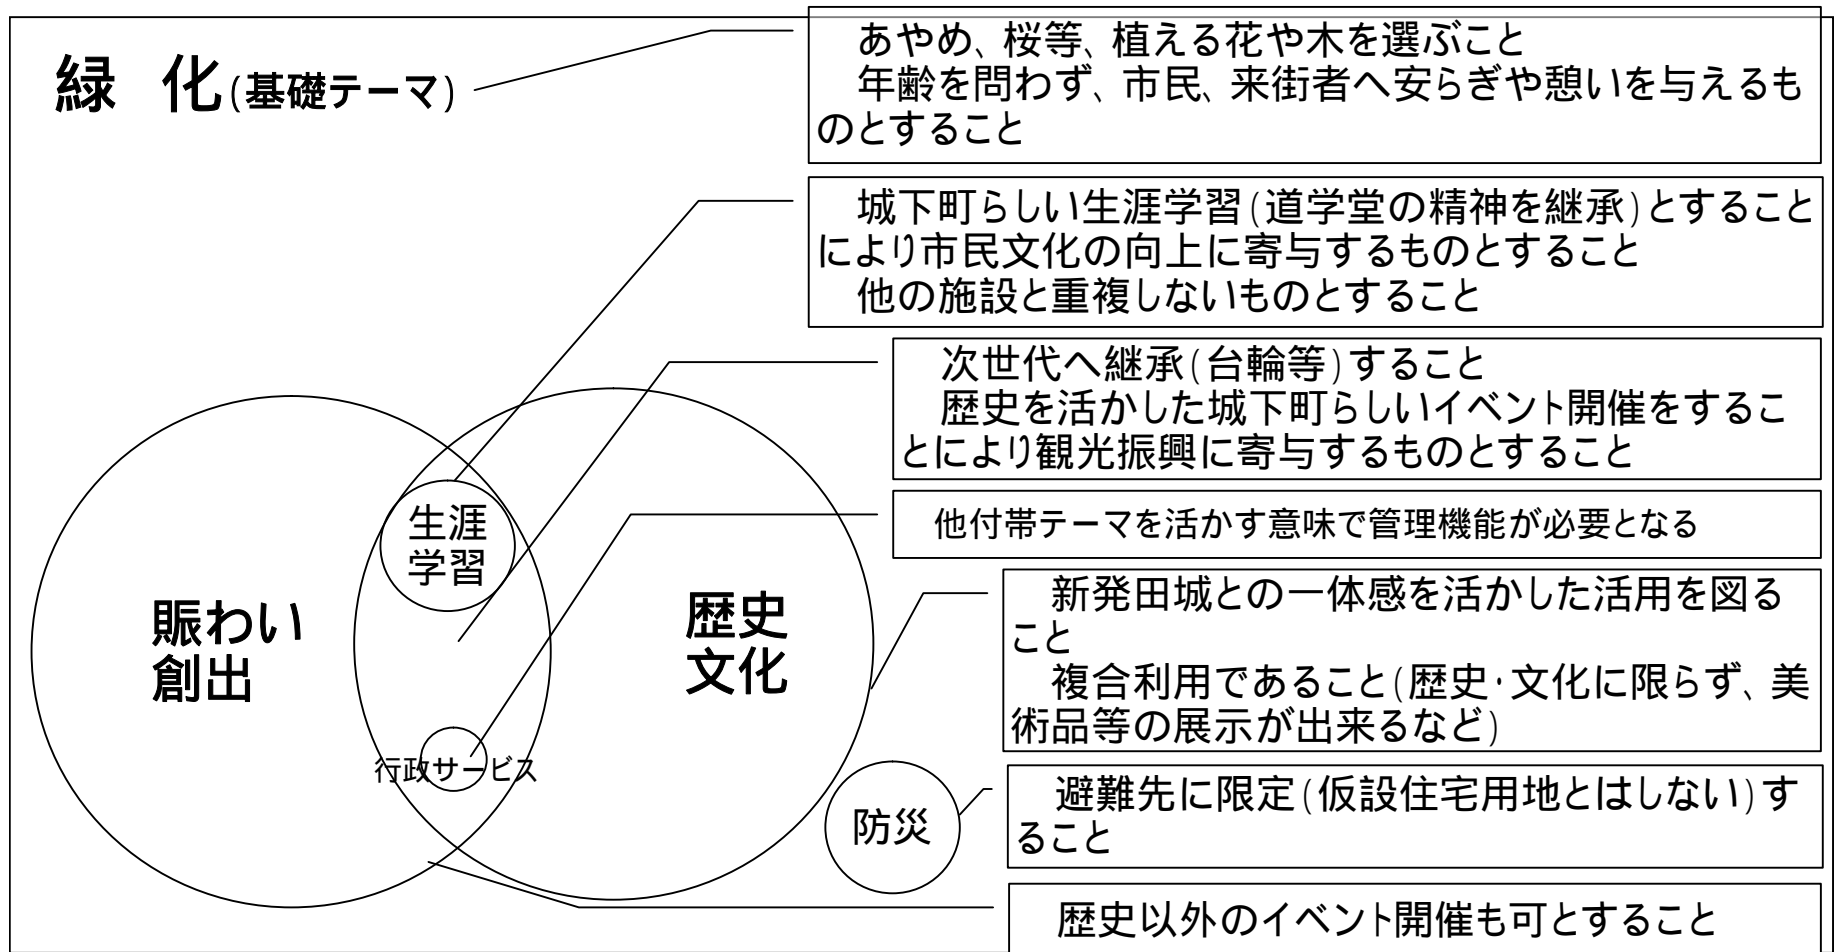 緑 化(基礎テーマ)
あやめ、桜等、植える花や木を選ぶこと
年齢を問わず、市民、来街者へ安らぎや憩いを与えるも
のとすること
城下町らしい生涯学習(道学堂の精神を継承)とすること
により市民文化の向上に寄与するものとすること
他の施設と重複しないものとすること
次世代へ継承(台輪等)すること
歴史を活かした城下町らしいイベント開催をするこ
とにより観光振興に寄与するものとすること
他付帯テーマを活かす意味で管理機能が必要となる
新発田城との一体感を活かした活用を図る
こと
複合利用であること(歴史・文化に限らず、美
術品等の展示が出来るなど)
避難先に限定(仮設住宅用地とはしない)す
ること
歴史以外のイベント開催も可とすること
生涯
学習
賑わい
創出
歴史
文化
行政サービス
防災